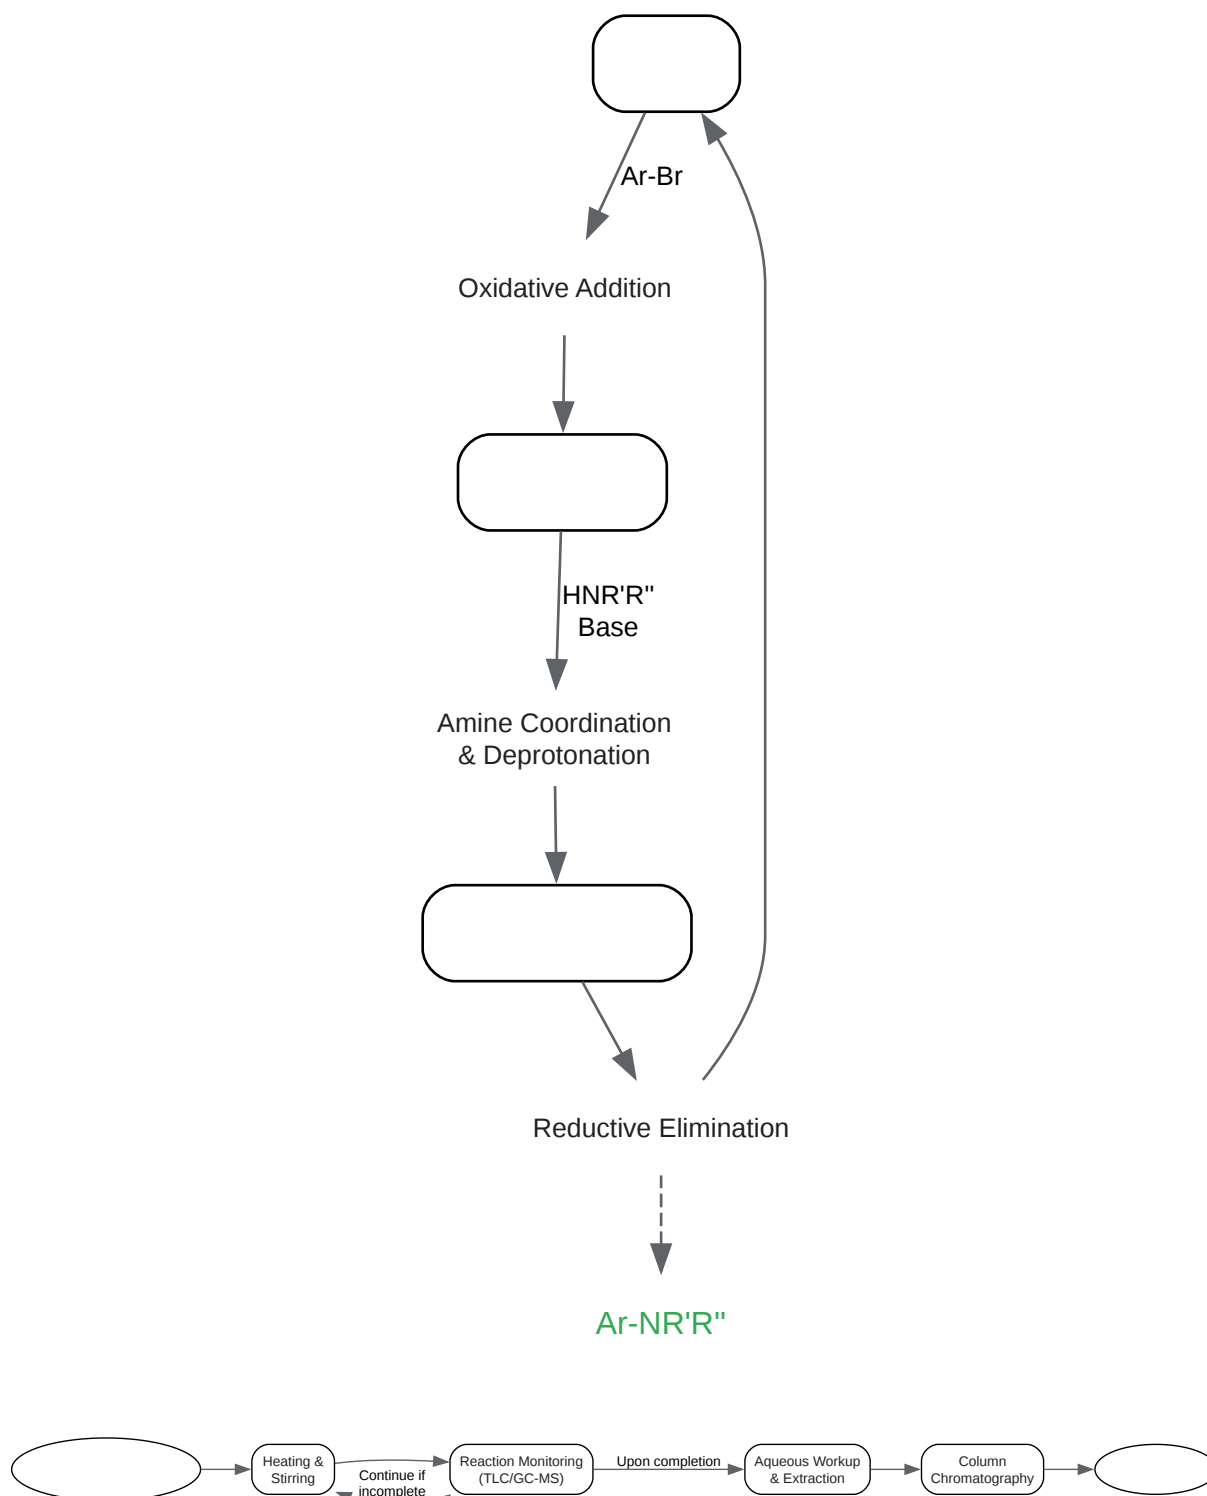 Ar-Br
Oxidative Addition
HNR'R"
Base
Amine Coordination
& Deprotonation
Reductive Elimination
Ar-NR'R"
Heating &
Stirring
Continue if
incomplete
Reaction Monitoring
(TLC/GC-MS)
Upon completion
Aqueous Workup
& Extraction
Column
Chromatography